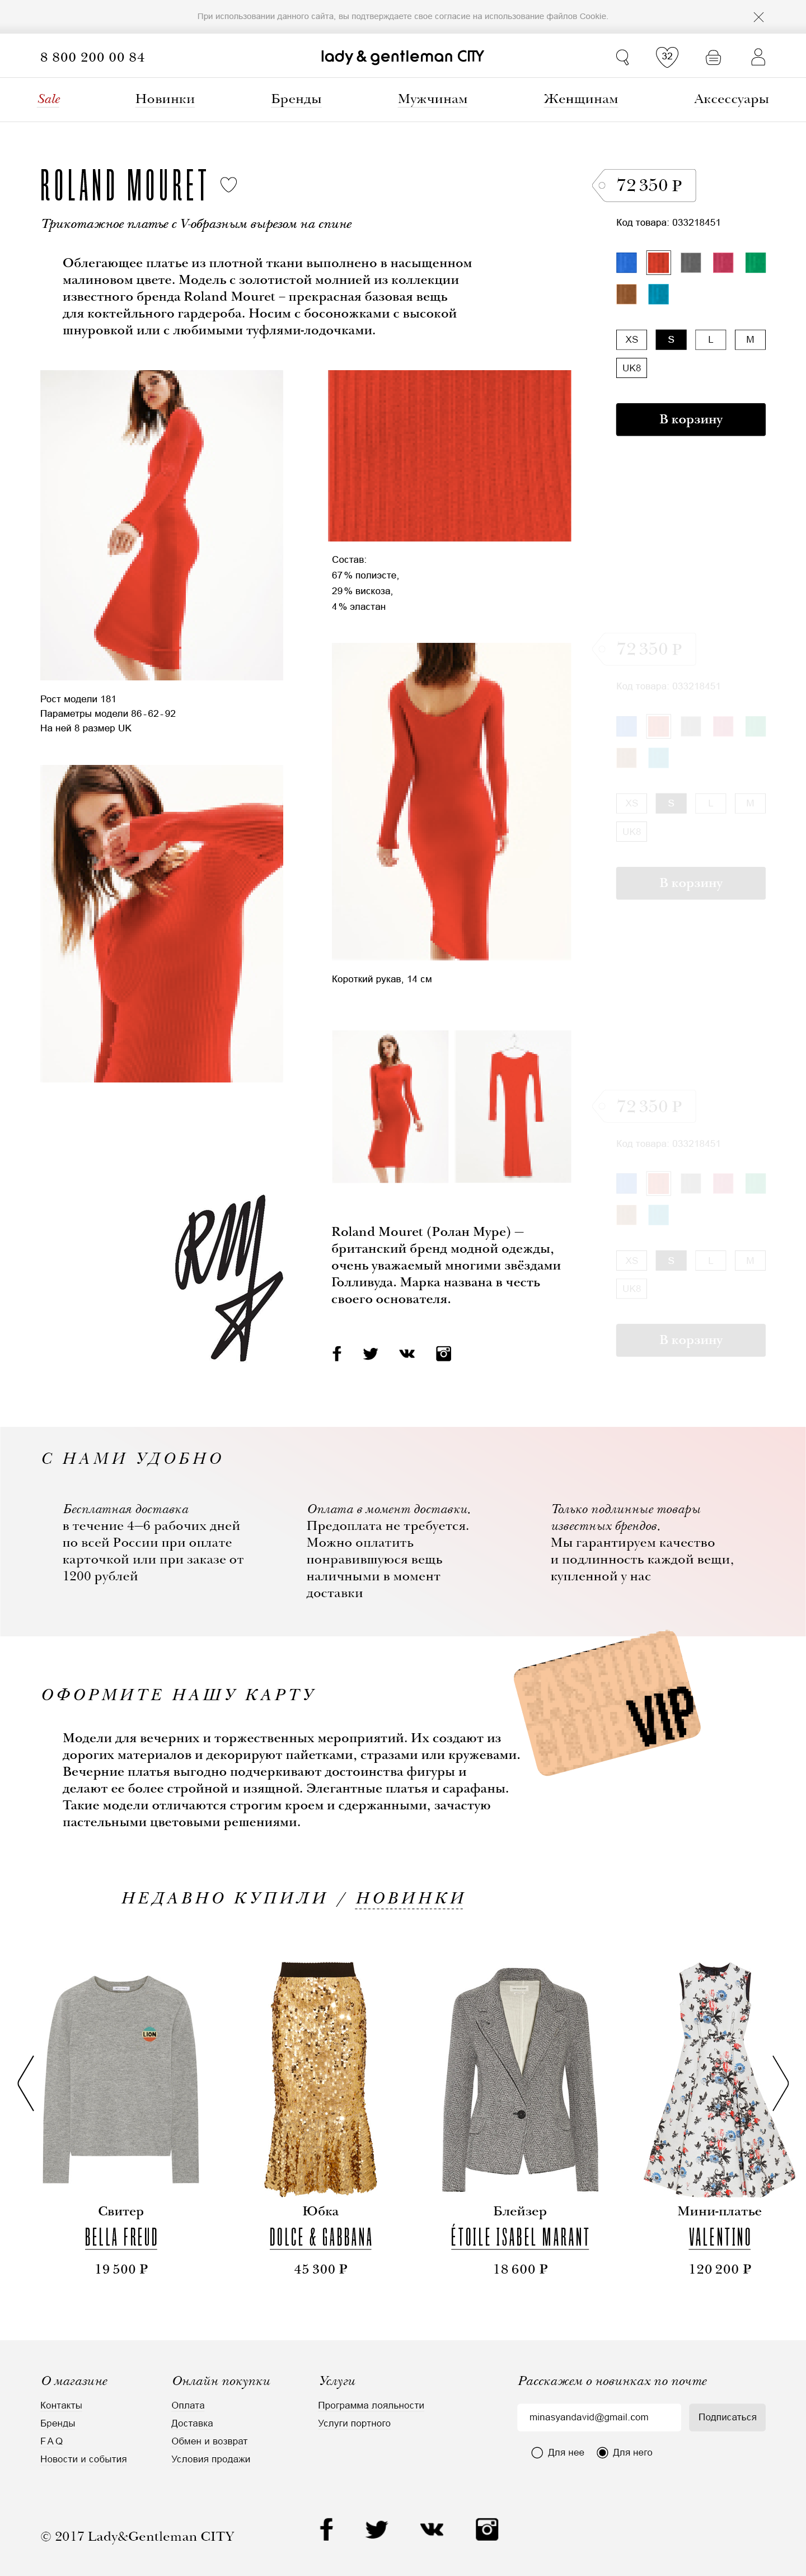 При использовании данного сайта, вы подтверждаете свое согласие на использование файлов Cookie.
8 800 200 00 84
lady & gentleman CITY
32
Sale
Новинки
Бренды
Мужчинам
Женщинам
Аксессуары
ROLAND MOURET
Трикотажное платье с V-образным вырезом на спине
Облегающее платье из плотной ткани выполнено в насыщенном
малиновом цвете. Модель с золотистой молнией из коллекции
известного бренда Roland Mouret – прекрасная базовая вещь
для коктейльного гардероба. Носим с босоножками с высокой
шнуровкой или с любимыми туфлями-лодочками.
72 350 Р
Код товара: 033218451
XS
S
L
M
UK8
В корзину
Состав:
67 % полиэсте,
29 % вискоза,
4 % эластан
Рост модели 181
Параметры модели 86 - 62 - 92
На ней 8 размер UK
72 350 Р
Код товара: 033218451
XS
S
L
M
UK8
В корзину
Короткий рукав, 14 см
72 350 Р
Код товара: 033218451
XS
S
L
M
UK8
В корзину
RM
Roland Mouret (Ролан Муре) —
британский бренд модной одежды,
очень уважаемый многими звёздами
Голливуда. Марка названа в честь
своего основателя.
С НАМИ УДОБНО
Бесплатная доставка
в течение 4—6 рабочих дней
по всей России при оплате
карточкой или при заказе от
1200 рублей
Оплата в момент доставки.
Предоплата не требуется.
Можно оплатить
понравившуюся вещь
наличными в момент
доставки
Только подлинные товары
известных брендов.
Мы гарантируем качество
и подлинность каждой вещи,
купленной у нас
VIP
ОФОРМИТЕ НАШУ КАРТУ
Модели для вечерних и торжественных мероприятий. Их создают из
дорогих материалов и декорируют пайетками, стразами или кружевами.
Вечерние платья выгодно подчеркивают достоинства фигуры и
делают ее более стройной и изящной. Элегантные платья и сарафаны.
Такие модели отличаются строгим кроем и сдержанными, зачастую
пастельными цветовыми решениями.
НЕДАВНО КУПИЛИ / НОВИНКИ
LION
Свитер
BELLA FREUD
19 500 Р
Юбка
DOLCE & GABBANA
45 300 Р
Блейзер
ÉTOILE ISABEL MARANT
18 600 Р
Мини-платье
VALENTINO
120 200 Р
О магазине
Контакты
Бренды
F A Q
Новости и события
Онлайн покупки
Оплата
Доставка
Обмен и возврат
Условия продажи
Услуги
Программа лояльности
Услуги портного
Расскажем о новинках по почте
minasyandavid@gmail.com
Подписаться
Для нее
Для него
© 2017 Lady&Gentleman CITY